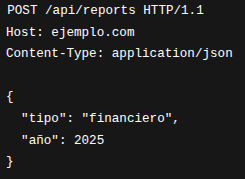 POST /api/reports HTTP/1.1
Host: ejemplo.com
Content-Type: application/json

{
  "tipo": "financiero",
  "año": 2025
}